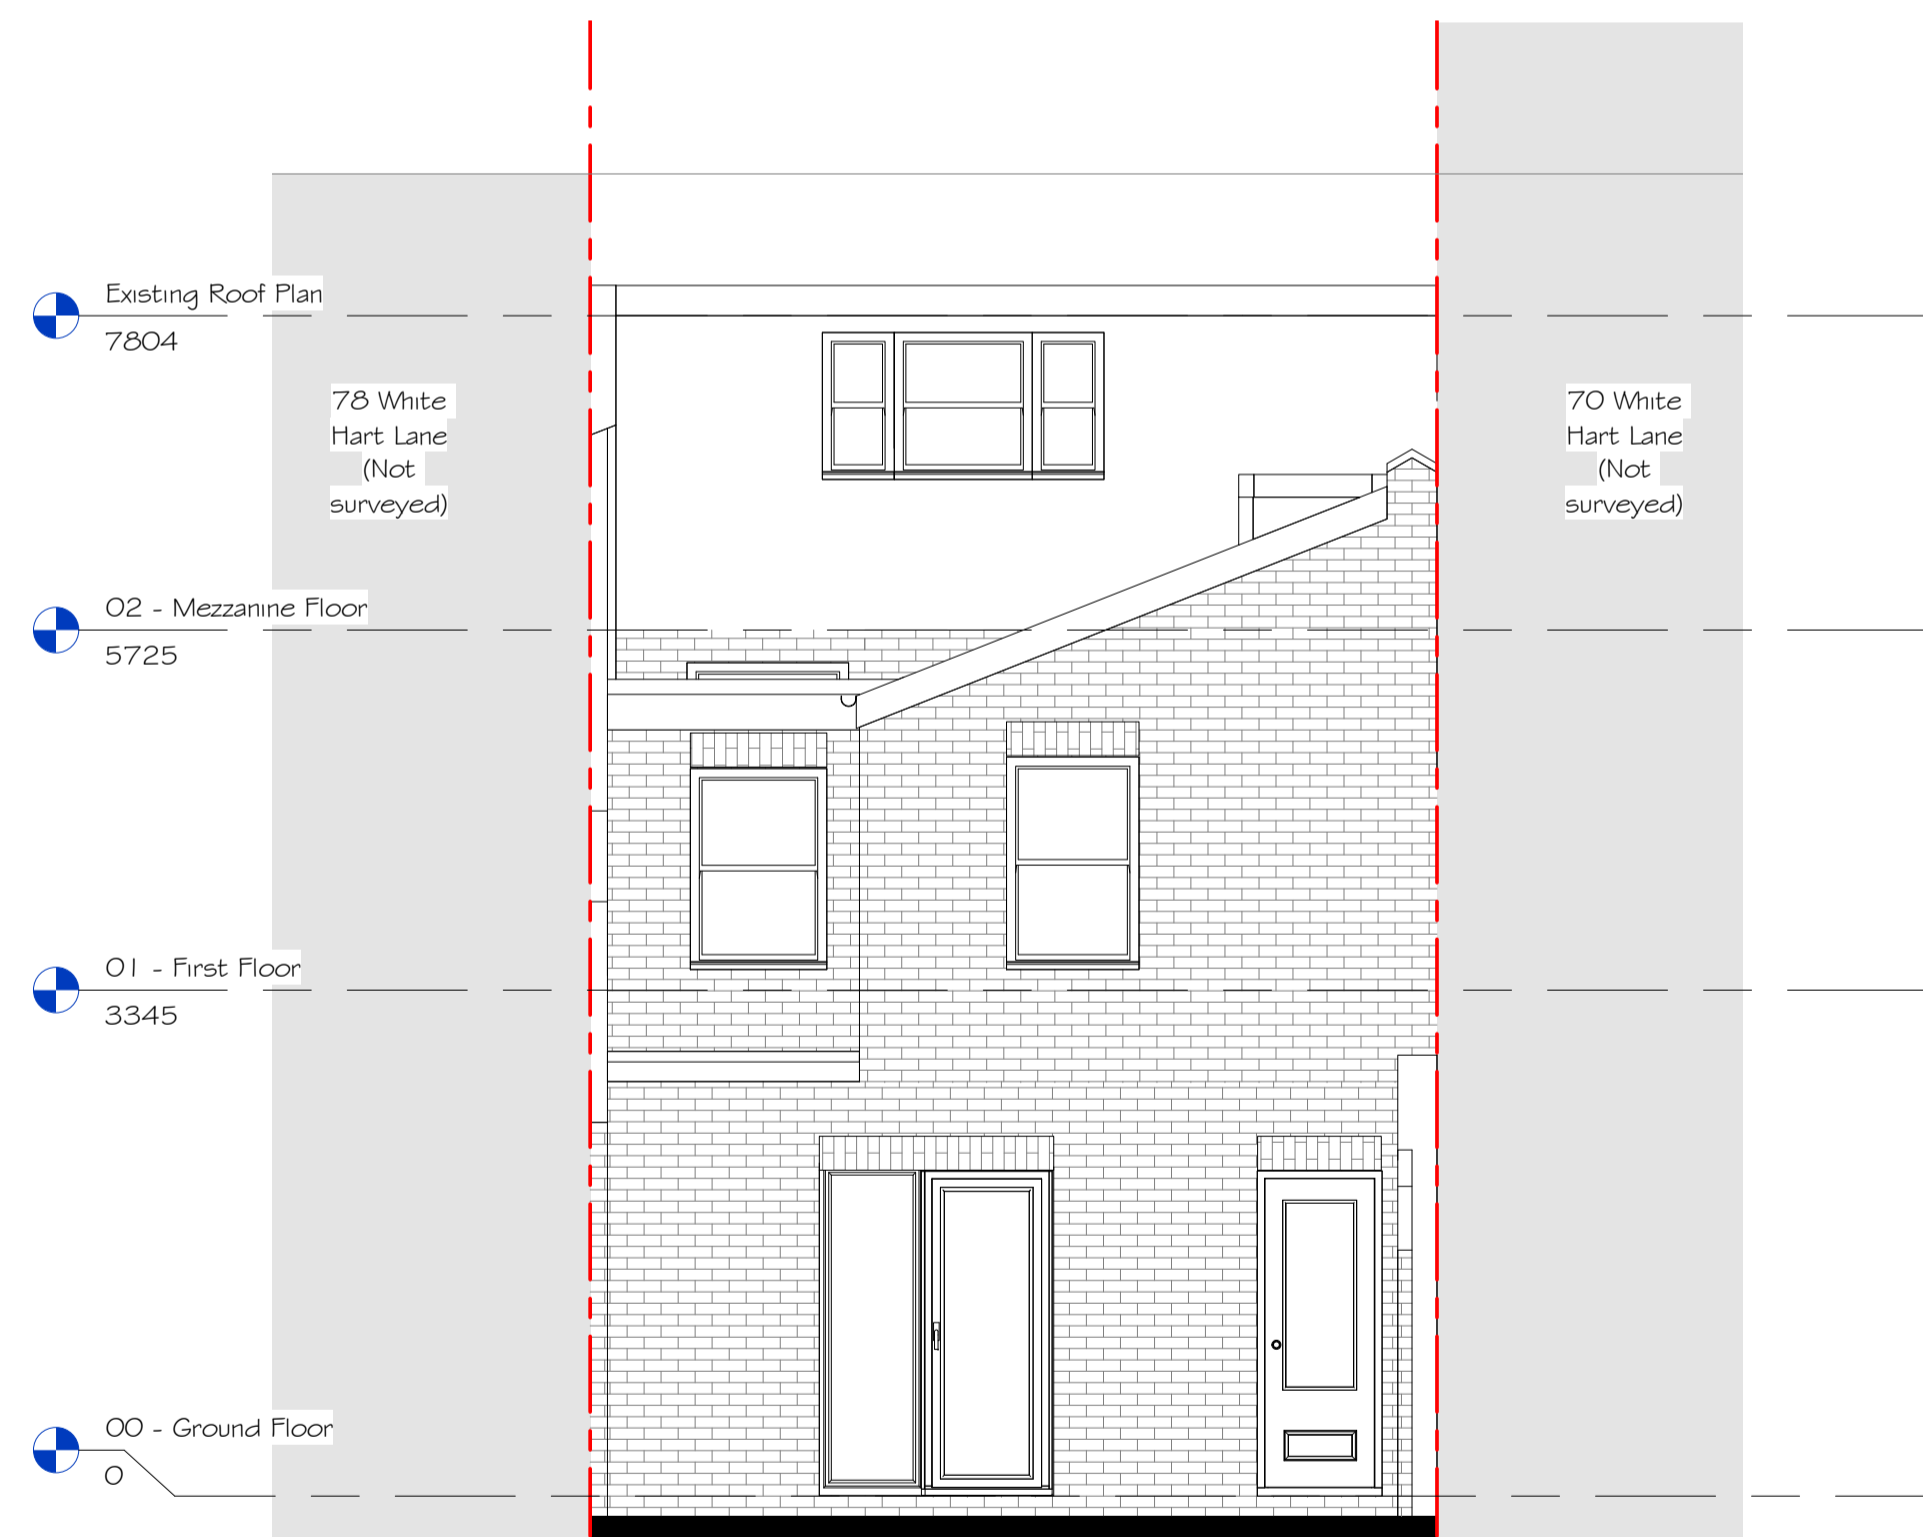 Existing Roof Plan
7804
78 White
Hart Lane
(Not
surveyed)
70 White
Hart Lane
(Not
surveyed)
02 - Mezzanine Floor
5725
01 - First Floor
3345
00 - Ground Floor
0